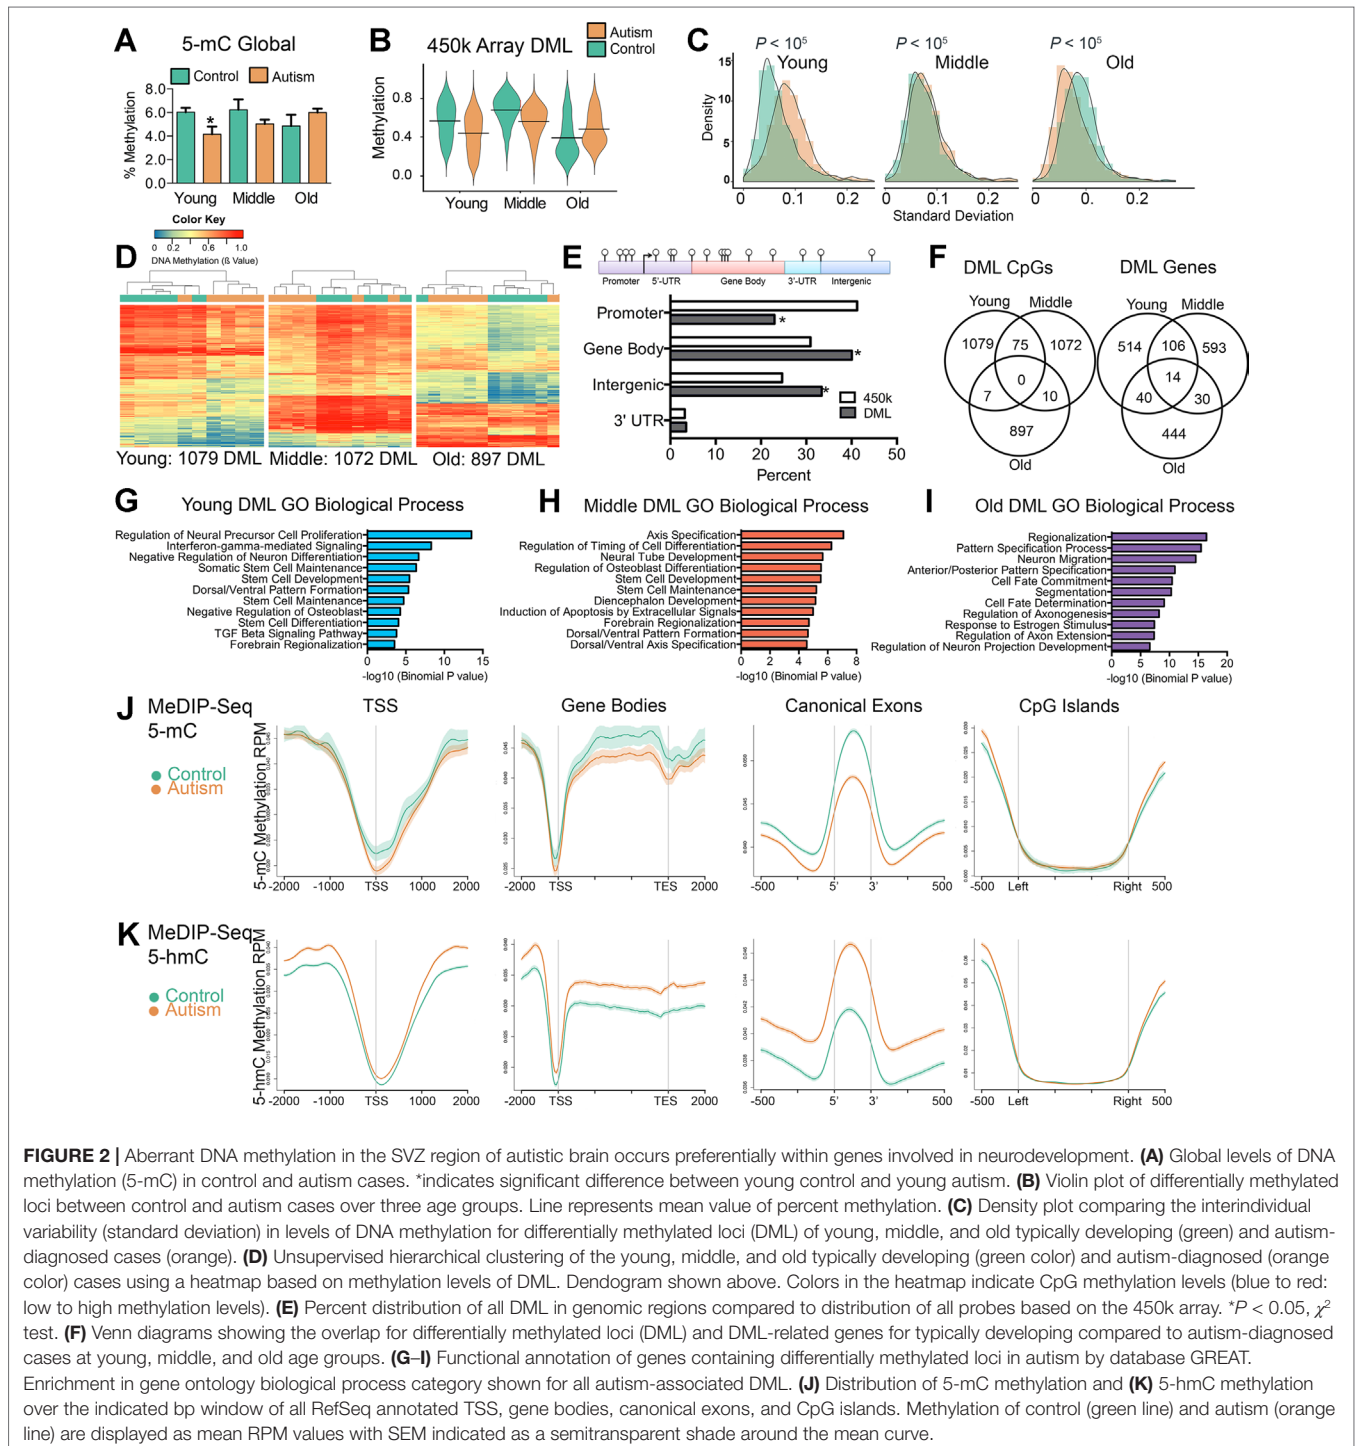 A
5-mC Global
Control
Autism
% Methylation
8.0
6.0
4.0
2.0
0.0
*
Young
Middle
Old
B
450k Array DML
Autism
Control
Methylation
0.8
0.4
0.0
Young
Middle
Old
C
P < 10⁵
P < 10⁵
P < 10⁵
Young
Middle
Old
Density
15
10
5
0
0 0.1 0.2
0 0.1 0.2
0 0.1 0.2
Standard Deviation
Color Key
0 0.2 0.6 1.0
DNA Methylation (ß Value)
D
Young: 1079 DML
Middle: 1072 DML
Old: 897 DML
E
Promoter 5'-UTR Gene Body 3'-UTR Intergenic
Promoter
*
Gene Body
*
Intergenic
*
3' UTR
450k
DML
0 10 20 30 40 50
Percent
F
DML CpGs
Young Middle
1079 75 1072
0
7 10
897
Old
DML Genes
Young Middle
514 106 593
14
40 30
444
Old
G
Young DML GO Biological Process
Regulation of Neural Precursor Cell Proliferation
Interferon-gamma-mediated Signaling
Negative Regulation of Neuron Differentiation
Somatic Stem Cell Maintenance
Stem Cell Development
Dorsal/Ventral Pattern Formation
Stem Cell Maintenance
Negative Regulation of Osteoblast
Stem Cell Differentiation
TGF Beta Signaling Pathway
Forebrain Regionalization
0 5 10 15
-log10 (Binomial P value)
H
Middle DML GO Biological Process
Axis Specification
Regulation of Timing of Cell Differentiation
Neural Tube Development
Regulation of Osteoblast Differentiation
Stem Cell Development
Stem Cell Maintenance
Diencephalon Development
Induction of Apoptosis by Extracellular Signals
Forebrain Regionalization
Dorsal/Ventral Pattern Formation
Dorsal/Ventral Axis Specification
0 2 4 6 8
-log10 (Binomial P value)
I
Old DML GO Biological Process
Regionalization
Pattern Specification Process
Neuron Migration
Anterior/Posterior Pattern Specification
Cell Fate Commitment
Segmentation
Cell Fate Determination
Regulation of Axonogenesis
Response to Estrogen Stimulus
Regulation of Axon Extension
Regulation of Neuron Projection Development
0 5 10 15 20
-log10 (Binomial P value)
J
MeDIP-Seq
5-mC
Control
Autism
5-mC Methylation RPM
TSS
-2000 -1000 TSS 1000 2000
Gene Bodies
-2000 TSS TES 2000
Canonical Exons
-500 5' 3' 500
CpG Islands
-500 Left Right 500
K
MeDIP-Seq
5-hmC
Control
Autism
5-hmC Methylation RPM
-2000 -1000 TSS 1000 2000
-2000 TSS TES 2000
-500 5' 3' 500
-500 Left Right 500
FIGURE 2 | Aberrant DNA methylation in the SVZ region of autistic brain occurs preferentially within genes involved in neurodevelopment. (A) Global levels of DNA
methylation (5-mC) in control and autism cases. *indicates significant difference between young control and young autism. (B) Violin plot of differentially methylated
loci between control and autism cases over three age groups. Line represents mean value of percent methylation. (C) Density plot comparing the interindividual
variability (standard deviation) in levels of DNA methylation for differentially methylated loci (DML) of young, middle, and old typically developing (green) and autism-
diagnosed cases (orange). (D) Unsupervised hierarchical clustering of the young, middle, and old typically developing (green color) and autism-diagnosed (orange
color) cases using a heatmap based on methylation levels of DML. Dendogram shown above. Colors in the heatmap indicate CpG methylation levels (blue to red:
low to high methylation levels). (E) Percent distribution of all DML in genomic regions compared to distribution of all probes based on the 450k array. *P < 0.05, χ²
test. (F) Venn diagrams showing the overlap for differentially methylated loci (DML) and DML-related genes for typically developing compared to autism-diagnosed
cases at young, middle, and old age groups. (G–I) Functional annotation of genes containing differentially methylated loci in autism by database GREAT.
Enrichment in gene ontology biological process category shown for all autism-associated DML. (J) Distribution of 5-mC methylation and (K) 5-hmC methylation
over the indicated bp window of all RefSeq annotated TSS, gene bodies, canonical exons, and CpG islands. Methylation of control (green line) and autism (orange
line) are displayed as mean RPM values with SEM indicated as a semitransparent shade around the mean curve.